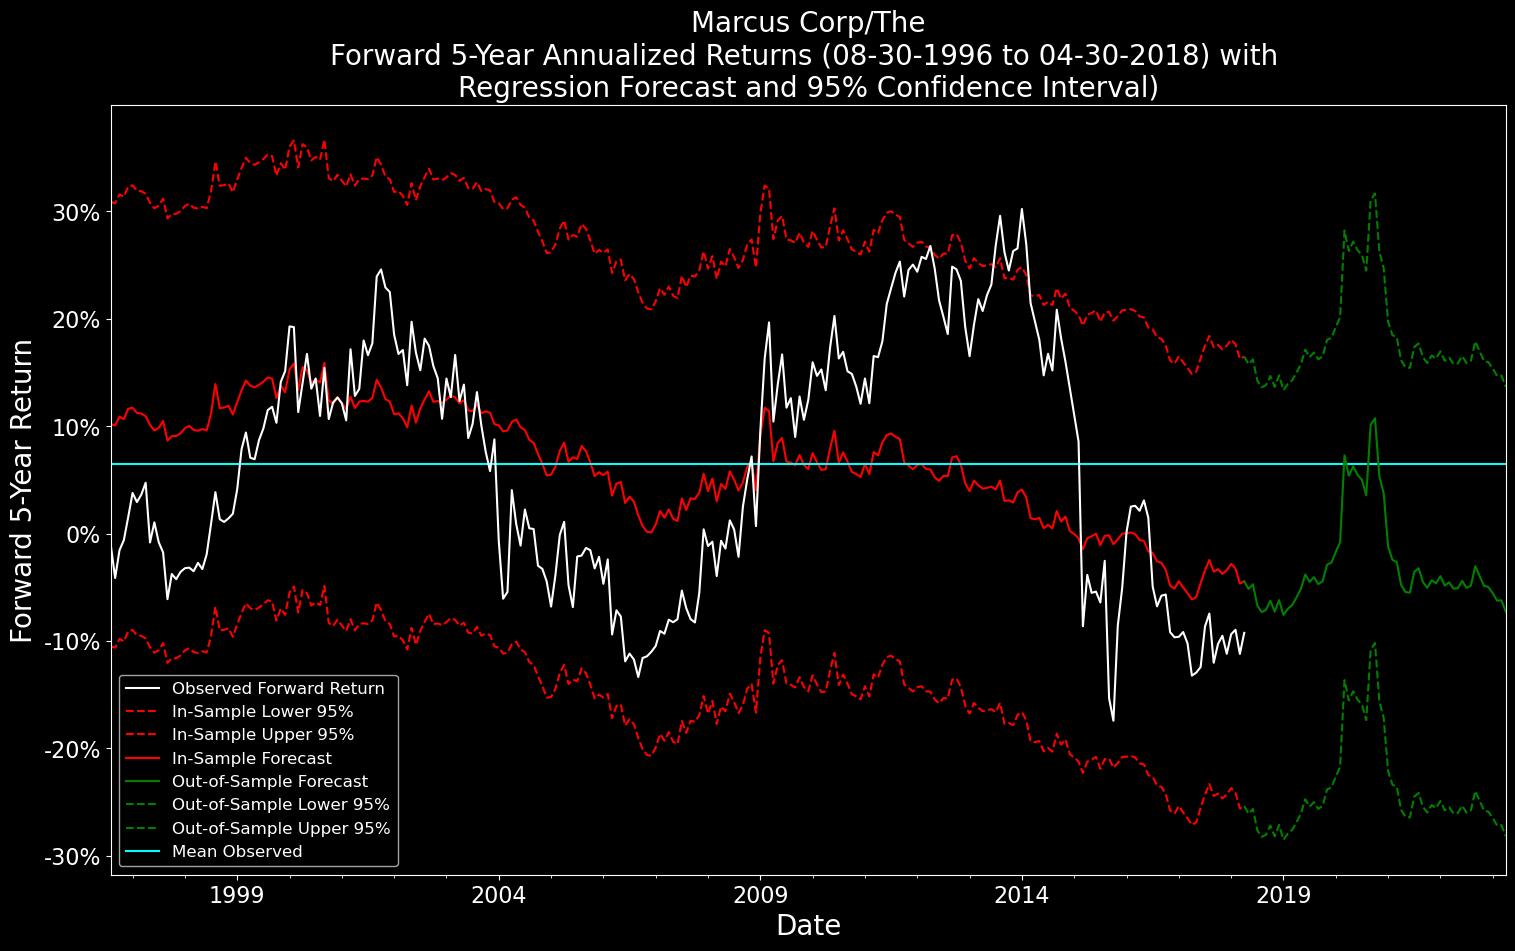 Marcus Corp/The
Forward 5-Year Annualized Returns (08-30-1996 to 04-30-2018) with
Regression Forecast and 95% Confidence Interval)
Forward 5-Year Return
30%
20%
10%
0%
-10%
-20%
-30%
Observed Forward Return
In-Sample Lower 95%
In-Sample Upper 95%
In-Sample Forecast
Out-of-Sample Forecast
Out-of-Sample Lower 95%
Out-of-Sample Upper 95%
Mean Observed
1999 2004 2009 2014 2019
Date